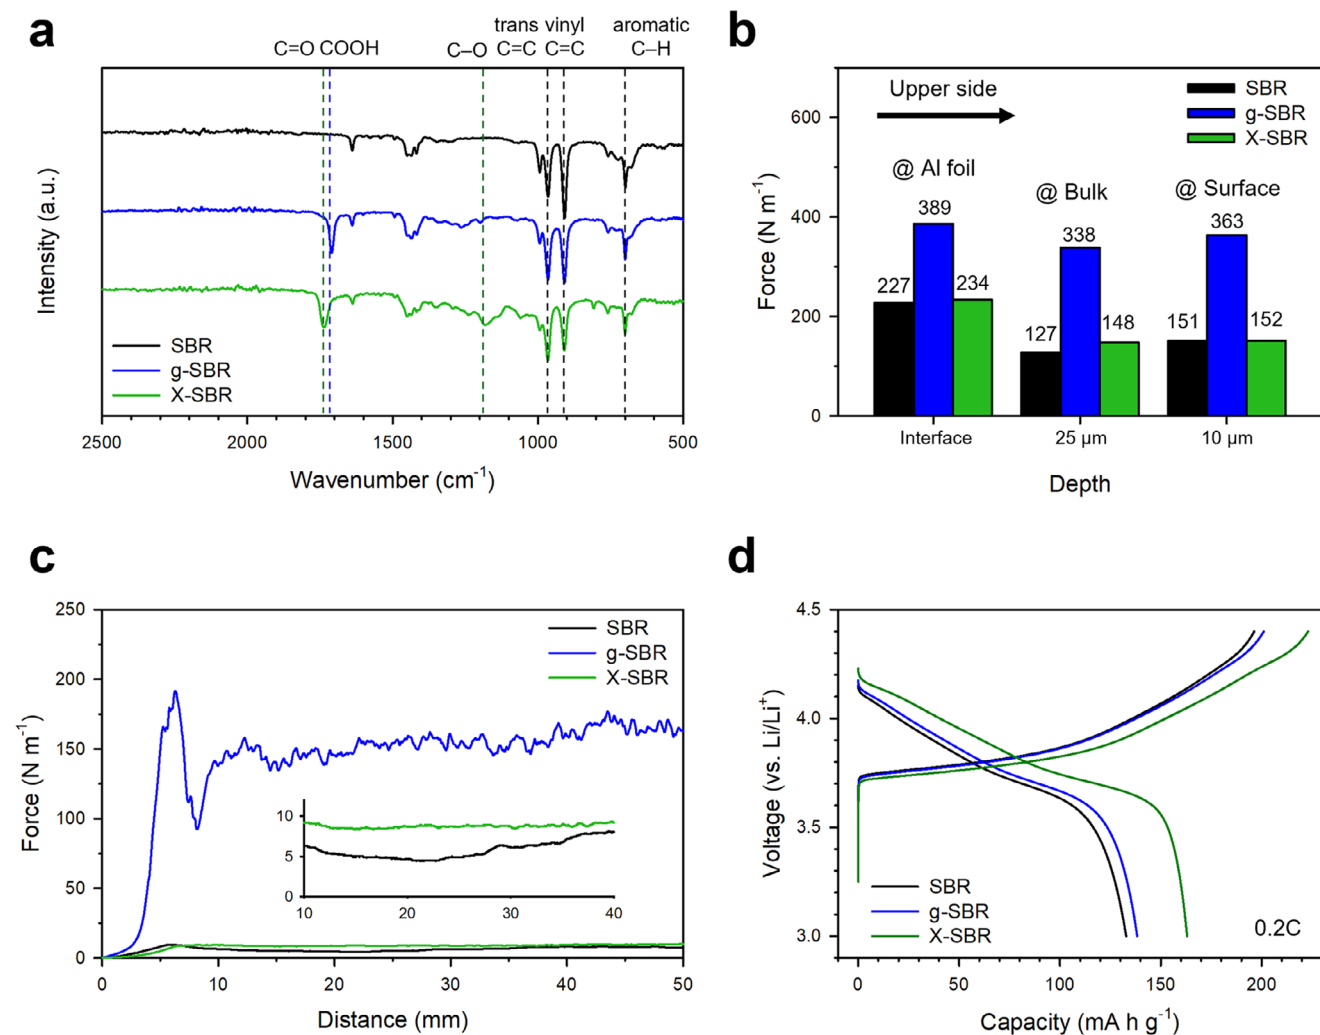 a
trans vinyl aromatic
C=O COOH C–O C=C C=C C–H
Intensity (a.u.)
SBR
g-SBR
X-SBR
2500 2000 1500 1000 500
Wavenumber (cm-1)
b
SBR
g-SBR
X-SBR
Upper side
@ Al foil
@ Bulk
@ Surface
600
400
200
0
Force (N m-1)
227 389 234
127 338 148
151 363 152
Interface 25 µm 10 µm
Depth
c
250
200
150
100
50
0
Force (N m-1)
SBR
g-SBR
X-SBR
10
5
0
10 20 30 40
0 10 20 30 40 50
Distance (mm)
d
4.5
4.0
3.5
3.0
Voltage (vs. Li/Li+)
SBR
g-SBR
X-SBR
0.2C
0 50 100 150 200
Capacity (mA h g-1)